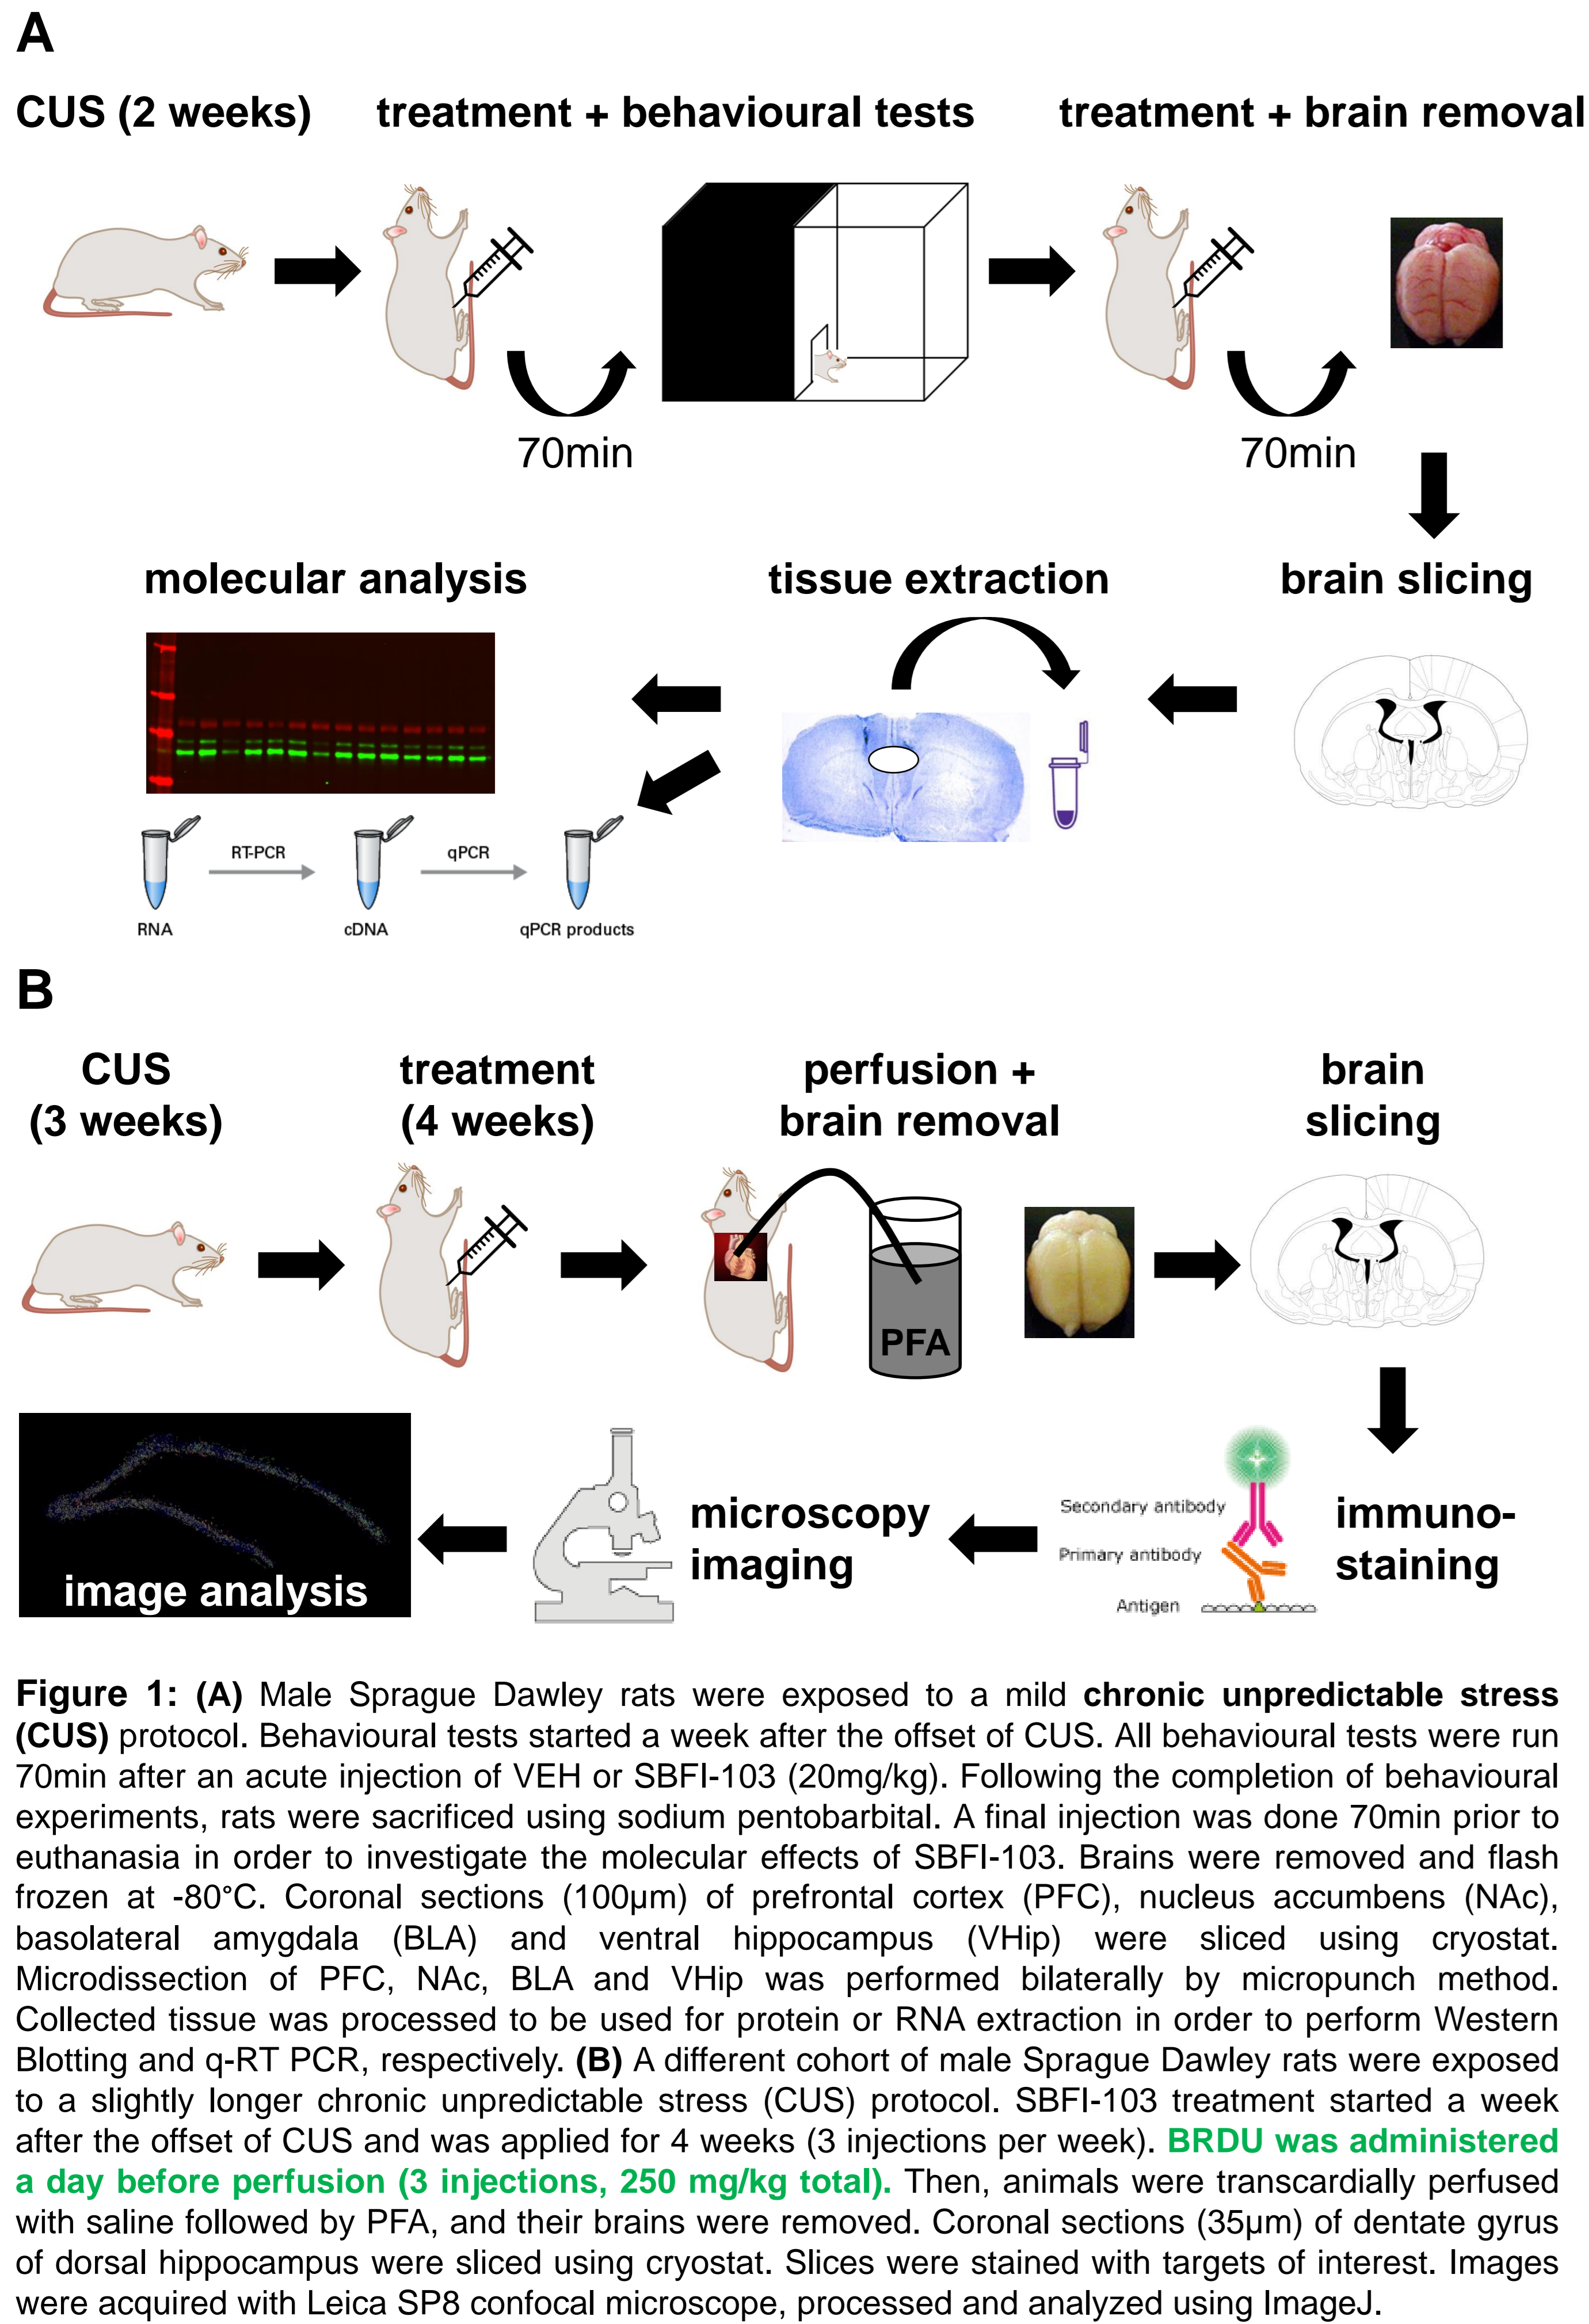 A
CUS (2 weeks)
treatment + behavioural tests
treatment + brain removal
70min
70min
molecular analysis
tissue extraction
brain slicing
RT-PCR
qPCR
RNA
cDNA
qPCR products
B
CUS
(3 weeks)
treatment
(4 weeks)
perfusion +
brain removal
brain
slicing
PFA
image analysis
microscopy
imaging
Secondary antibody
Primary antibody
Antigen
immuno-
staining
Figure 1: (A) Male Sprague Dawley rats were exposed to a mild chronic unpredictable stress
(CUS) protocol. Behavioural tests started a week after the offset of CUS. All behavioural tests were run
70min after an acute injection of VEH or SBFI-103 (20mg/kg). Following the completion of behavioural
experiments, rats were sacrificed using sodium pentobarbital. A final injection was done 70min prior to
euthanasia in order to investigate the molecular effects of SBFI-103. Brains were removed and flash
frozen at -80°C. Coronal sections (100µm) of prefrontal cortex (PFC), nucleus accumbens (NAc),
basolateral amygdala (BLA) and ventral hippocampus (VHip) were sliced using cryostat.
Microdissection of PFC, NAc, BLA and VHip was performed bilaterally by micropunch method.
Collected tissue was processed to be used for protein or RNA extraction in order to perform Western
Blotting and q-RT PCR, respectively. (B) A different cohort of male Sprague Dawley rats were exposed
to a slightly longer chronic unpredictable stress (CUS) protocol. SBFI-103 treatment started a week
after the offset of CUS and was applied for 4 weeks (3 injections per week). BRDU was administered
a day before perfusion (3 injections, 250 mg/kg total). Then, animals were transcardially perfused
with saline followed by PFA, and their brains were removed. Coronal sections (35µm) of dentate gyrus
of dorsal hippocampus were sliced using cryostat. Slices were stained with targets of interest. Images
were acquired with Leica SP8 confocal microscope, processed and analyzed using ImageJ.